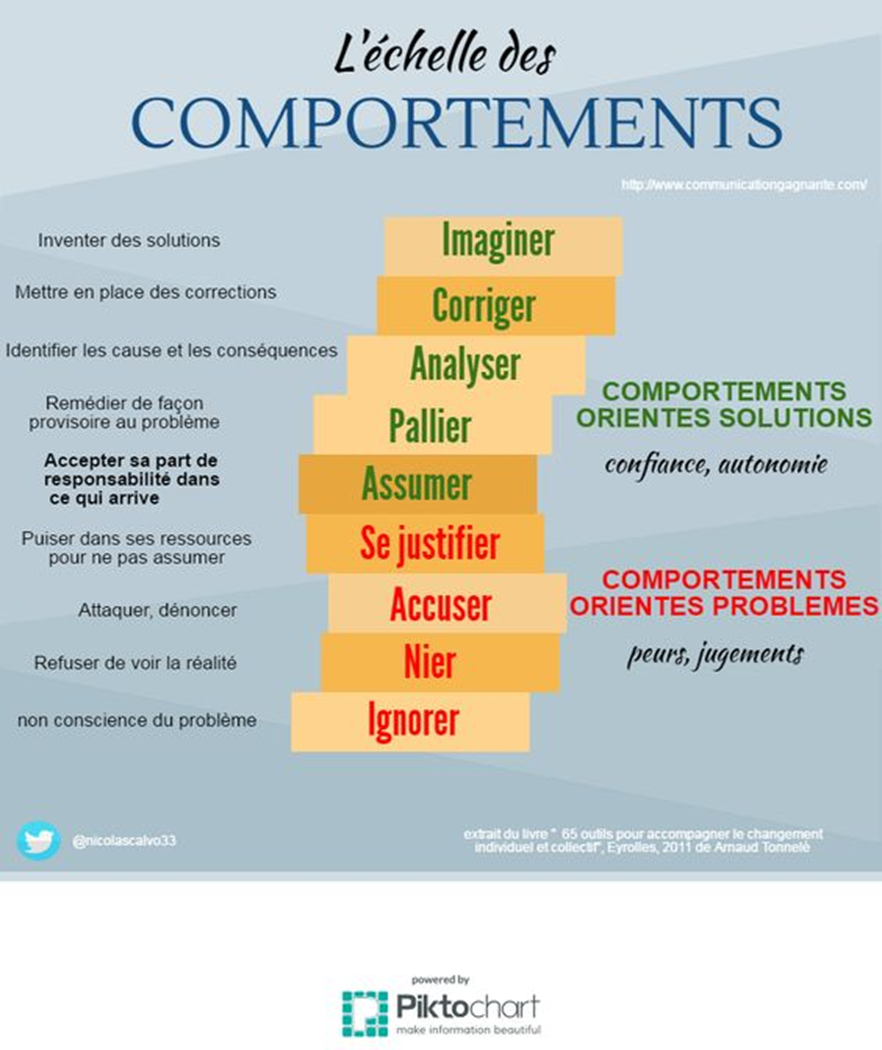 L'échelle des
COMPORTEMENTS
http://www.communicationgagnante.com/
Inventer des solutions
Imaginer
Mettre en place des corrections
Corriger
Identifier les cause et les conséquences
Analyser
Remédier de façon
provisoire au problème
Pallier
Accepter sa part de
responsabilité dans
ce qui arrive
Assumer
COMPORTEMENTS
ORIENTES SOLUTIONS
confiance, autonomie
Puiser dans ses ressources
pour ne pas assumer
Se justifier
Attaquer, dénoncer
Accuser
Refuser de voir la réalité
Nier
non conscience du problème
Ignorer
COMPORTEMENTS
ORIENTES PROBLEMES
peurs, jugements
@nicolascalvo33
extrait du livre " 65 outils pour accompagner le changement
individuel et collectif", Eyrolles, 2011 de Arnaud Tonnelé
powered by
Piktochart
make information beautiful